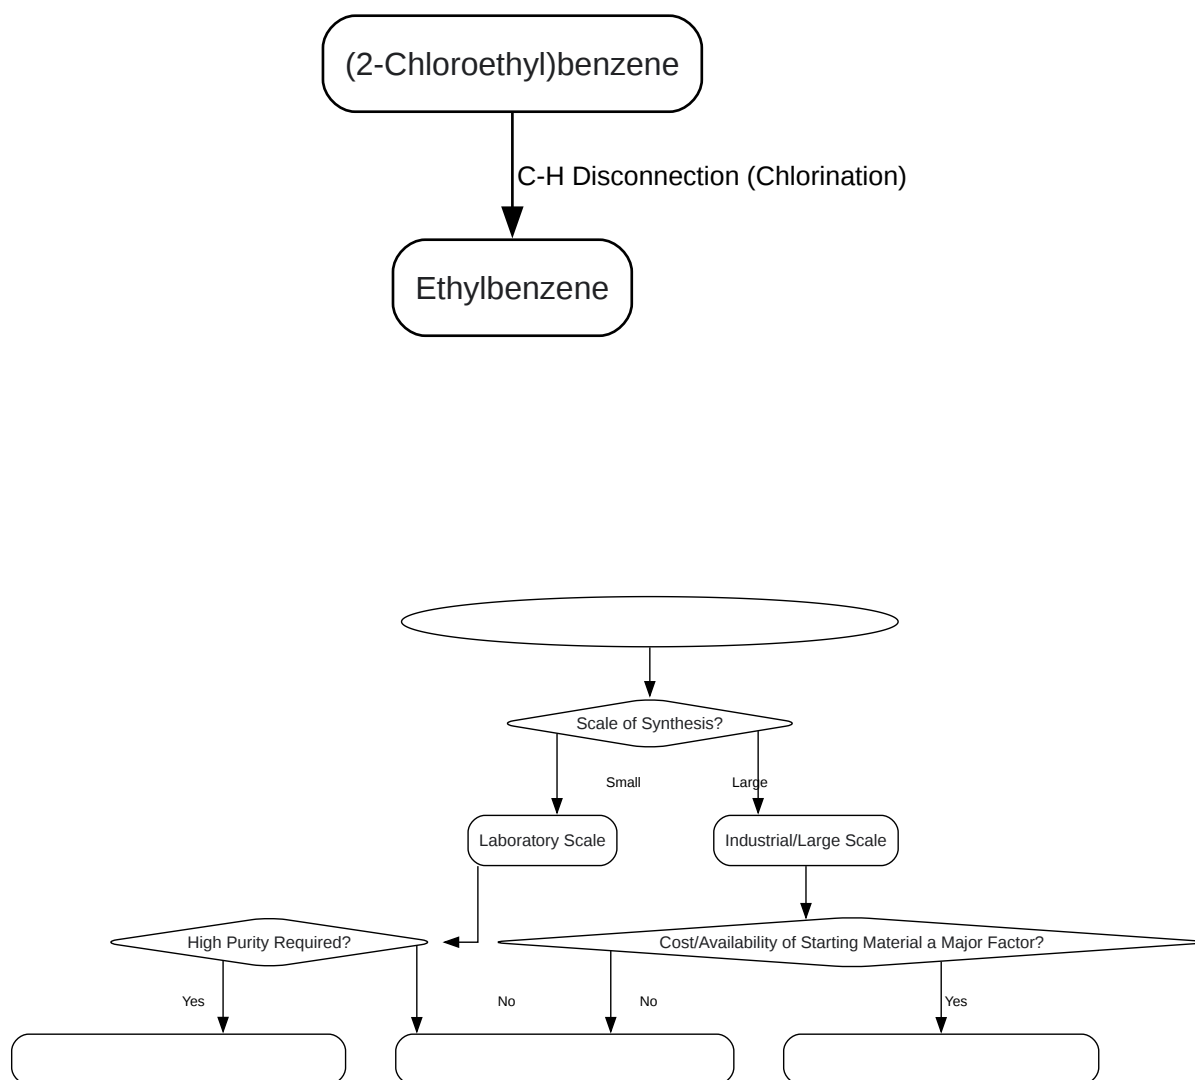 (2-Chloroethyl)benzene
C-H Disconnection (Chlorination)
Ethylbenzene
Scale of Synthesis?
Small
Large
Laboratory Scale
Industrial/Large Scale
High Purity Required?
Cost/Availability of Starting Material a Major Factor?
Yes
No
No
Yes